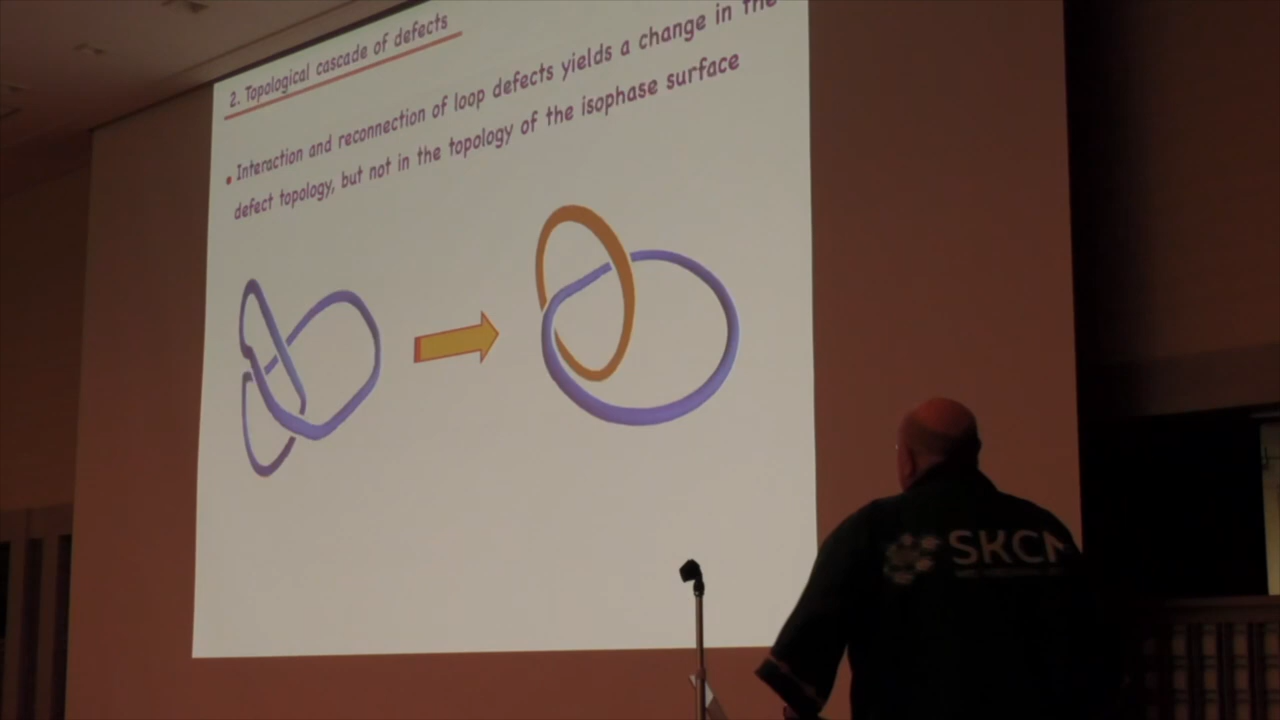 2. Topological cascade of defects
• Interaction and reconnection of loop defects yields a change in the
defect topology, but not in the topology of the isophase surface
SKCM